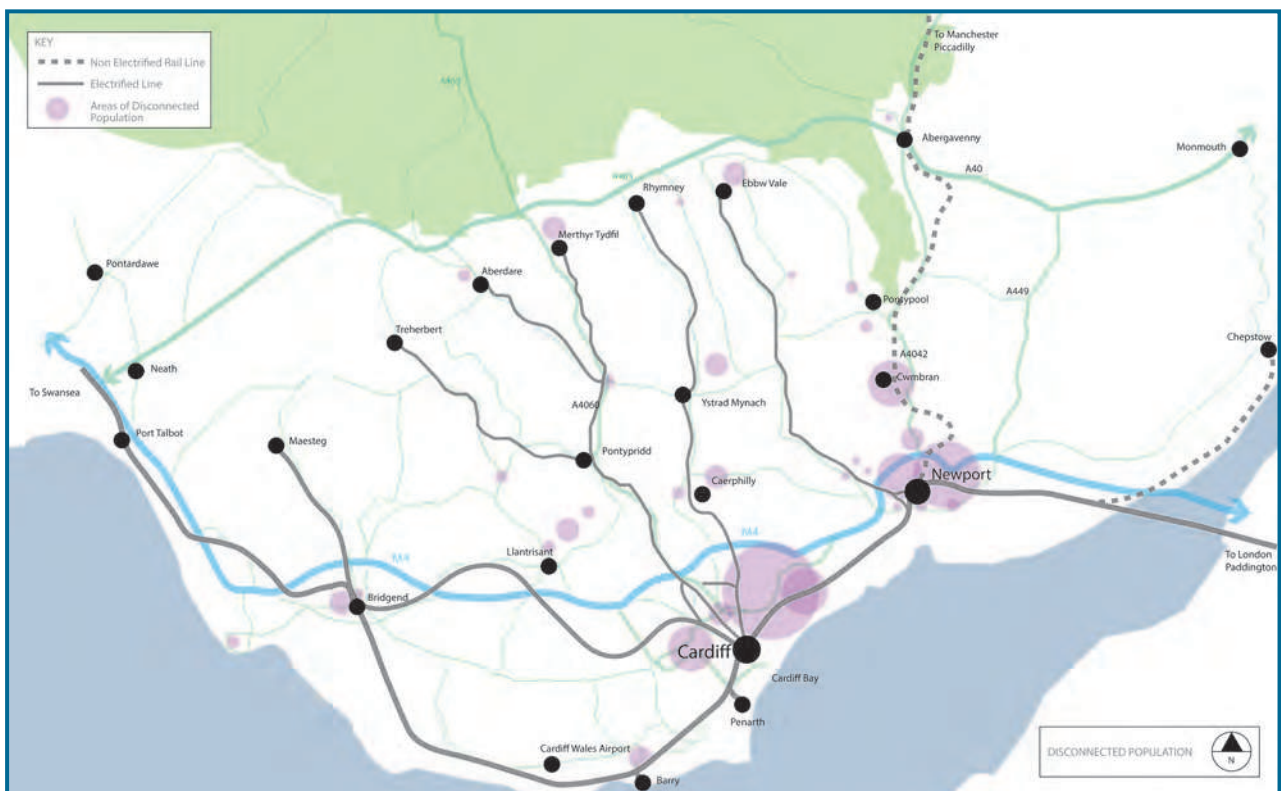 KEY
Non Electrified Rail Line
Electrified Line
Areas of Disconnected
Population
To Manchester
Piccadilly
Abergavenny
Monmouth
A40
Rhymney
Ebbw Vale
Merthyr Tydfil
Pontardawe
Aberdare
Pontypool
A449
Treherbert
Chepstow
A4042
Neath
Cwmbran
To Swansea
A4060
Ystrad Mynach
Port Talbot
Maesteg
Pontypridd
Newport
Caerphilly
M4
Llantrisant
M4
To London
Paddington
Bridgend
Cardiff
Cardiff Bay
Penarth
Cardiff Wales Airport
Barry
DISCONNECTED POPULATION
N